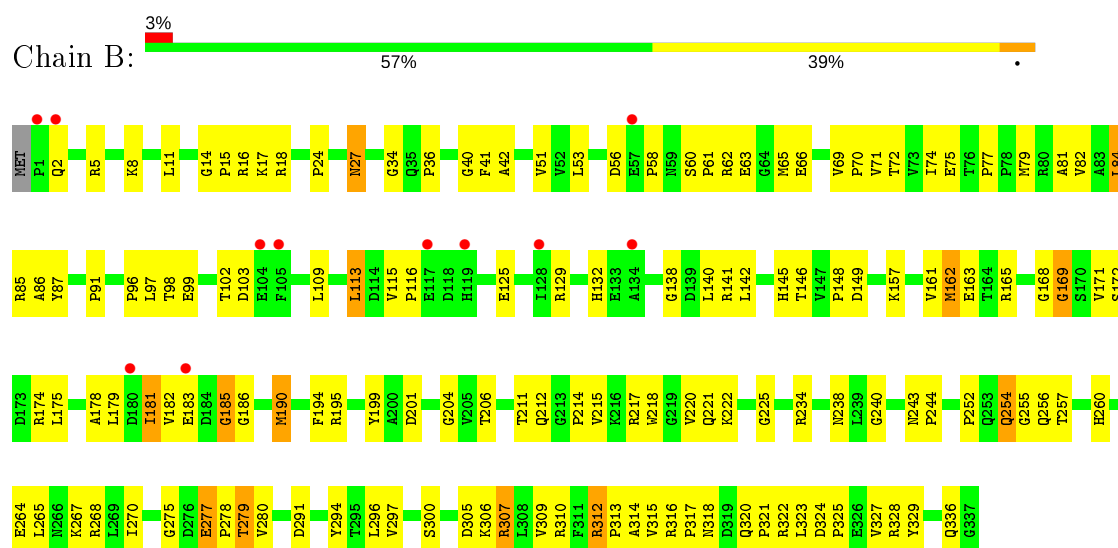 3%
Chain B:
57%
39%
•
MET P1 Q2 R5 K8 L11 G14 P15 R16 K17 R18 P24 N27 G34 Q35 P36 G40 F41 A42 V51 V52 L53 D56 E57 P58 N59 S60 P61 R62 E63 G64 M65 E66 V69 P70 V71 T72 V73 I74 E75 T76 P77 P78 M79 R80 A81 V82 A83 L84
R85 A86 Y87 P91 P96 L97 T98 E99 T102 D103 E104 F105 L109 L113 D114 V115 P116 E117 D118 H119 E125 I128 R129 H132 E133 A134 G138 D139 L140 R141 L142 H145 T146 V147 P148 D149 K157 V161 M162 E163 T164 R165 G168 G169 S170 V171 S172
D173 R174 L175 A178 L179 D180 I181 V182 E183 D184 G185 G186 M190 F194 R195 Y199 A200 D201 G204 V205 T206 T211 Q212 G213 P214 V215 K216 R217 W218 G219 V220 Q221 K222 G225 R234 N238 L239 G240 N243 P244 P252 Q253 Q254 G255 Q256 T257 H260
E264 L265 N266 K267 R268 L269 I270 G275 D276 E277 P278 T279 V280 D291 Y294 T295 L296 V297 S300 D305 K306 R307 L308 V309 R310 F311 R312 P313 A314 V315 R316 P317 N318 D319 Q320 P321 R322 L323 D324 P325 E326 V327 R328 Y329 Q336 G337